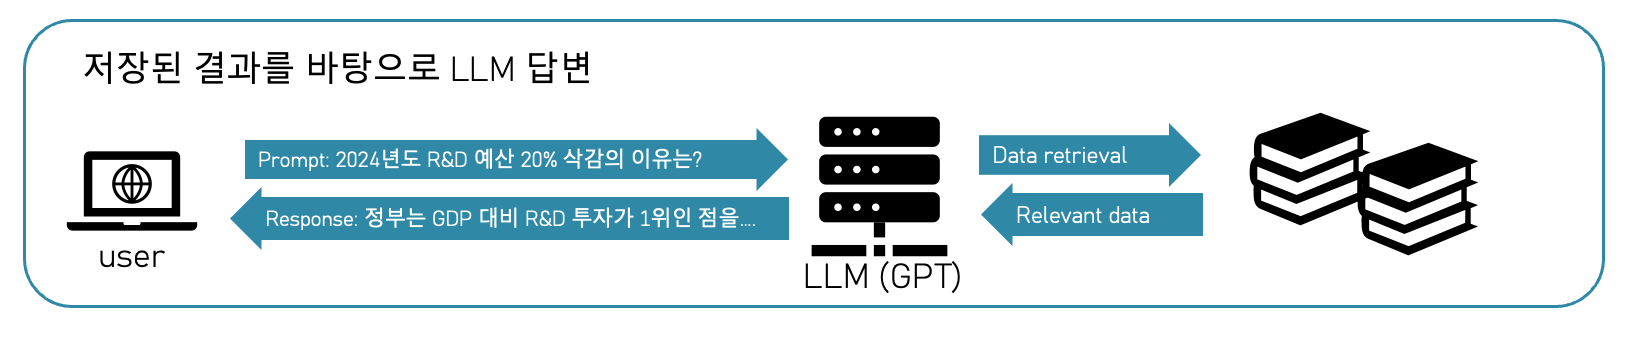 저장된 결과를 바탕으로 LLM 답변
Prompt: 2024년도 R&D 예산 20% 삭감의 이유는?
Data retrieval
Response: 정부는 GDP 대비 R&D 투자가 1위인 점을....
Relevant data
user
LLM (GPT)